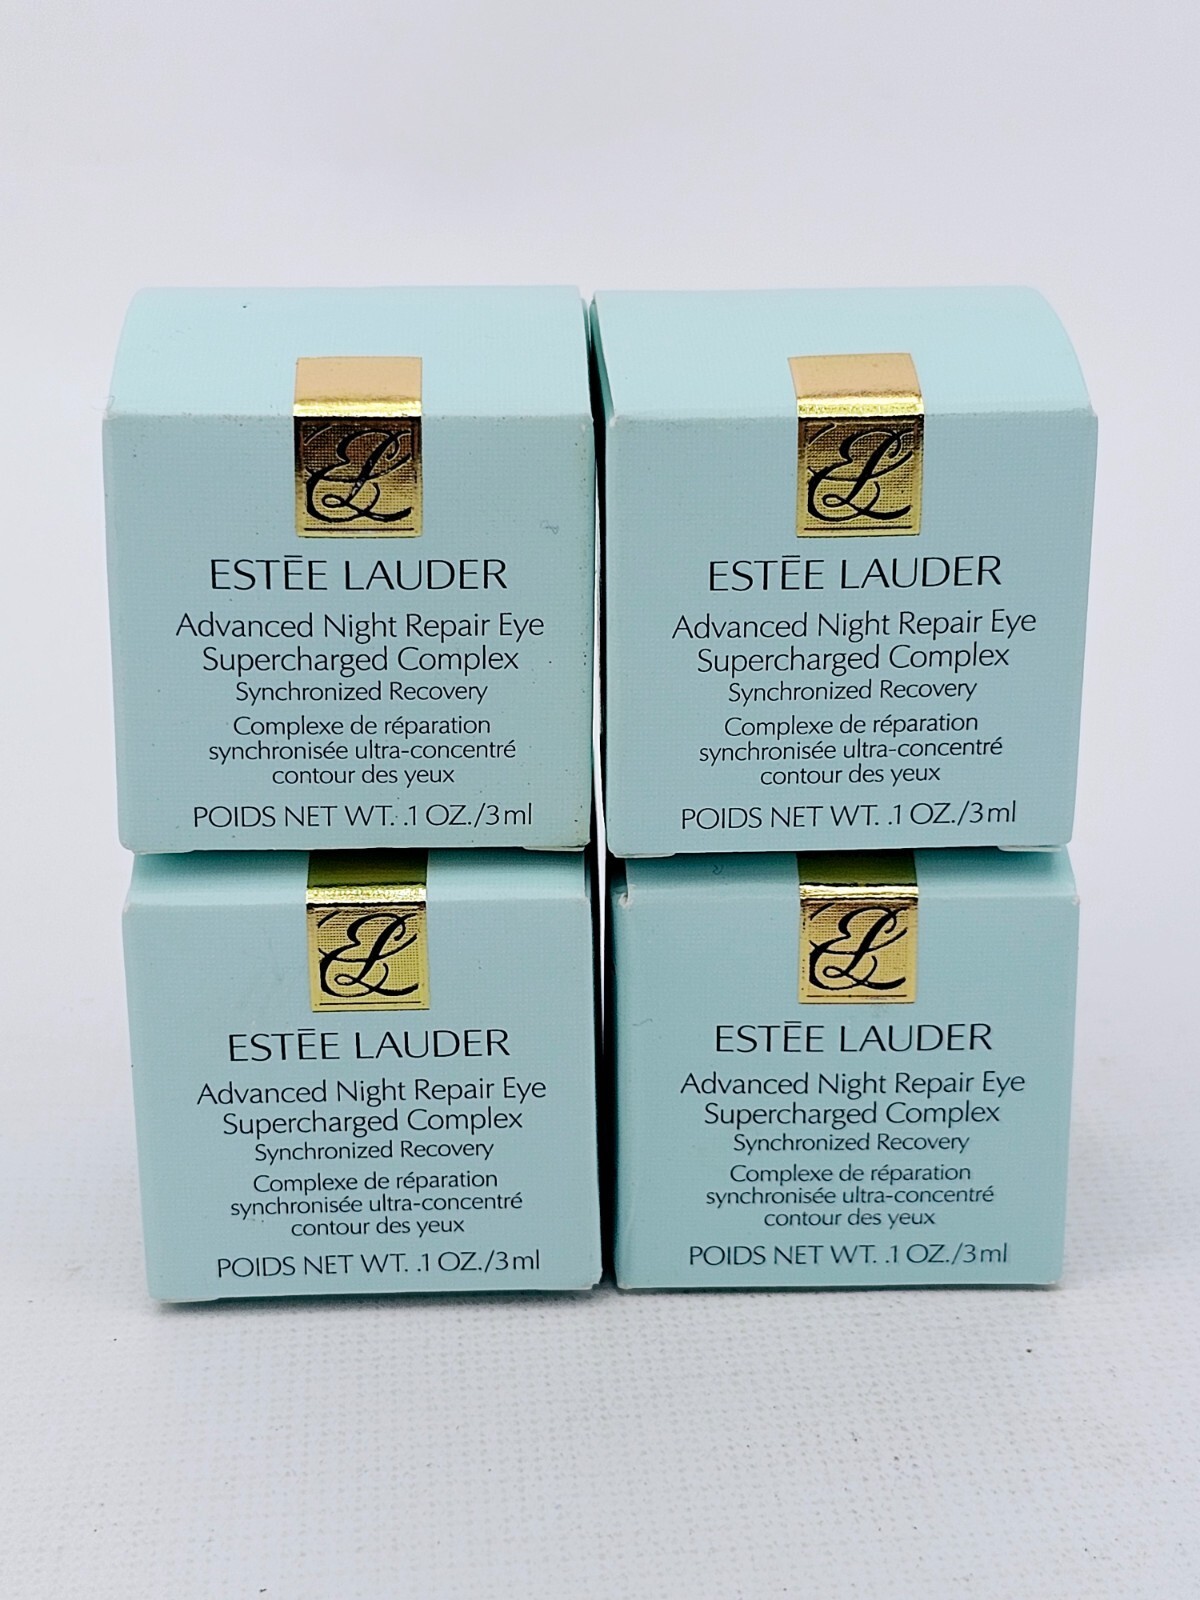 EL
ESTĒE LAUDER
Advanced Night Repair Eye
Supercharged Complex
Synchronized Recovery
Complexe de réparation
synchronisée ultra-concentré
contour des yeux
POIDS NET WT. .1 OZ./3ml
EL
ESTĒE LAUDER
Advanced Night Repair Eye
Supercharged Complex
Synchronized Recovery
Complexe de réparation
synchronisée ultra-concentré
contour des yeux
POIDS NET WT. .1 OZ./3ml
EL
ESTĒE LAUDER
Advanced Night Repair Eye
Supercharged Complex
Synchronized Recovery
Complexe de réparation
synchronisée ultra-concentré
contour des yeux
POIDS NET WT. .1 OZ./3ml
EL
ESTĒE LAUDER
Advanced Night Repair Eye
Supercharged Complex
Synchronized Recovery
Complexe de réparation
synchronisée ultra-concentré
contour des yeux
POIDS NET WT. .1 OZ./3ml